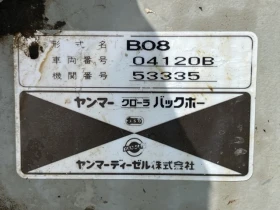 形式名 B08
車両番号 04120B
機関番号 53335
ヤンマー クローラ バックホー
ヤンマーディーゼル株式会社